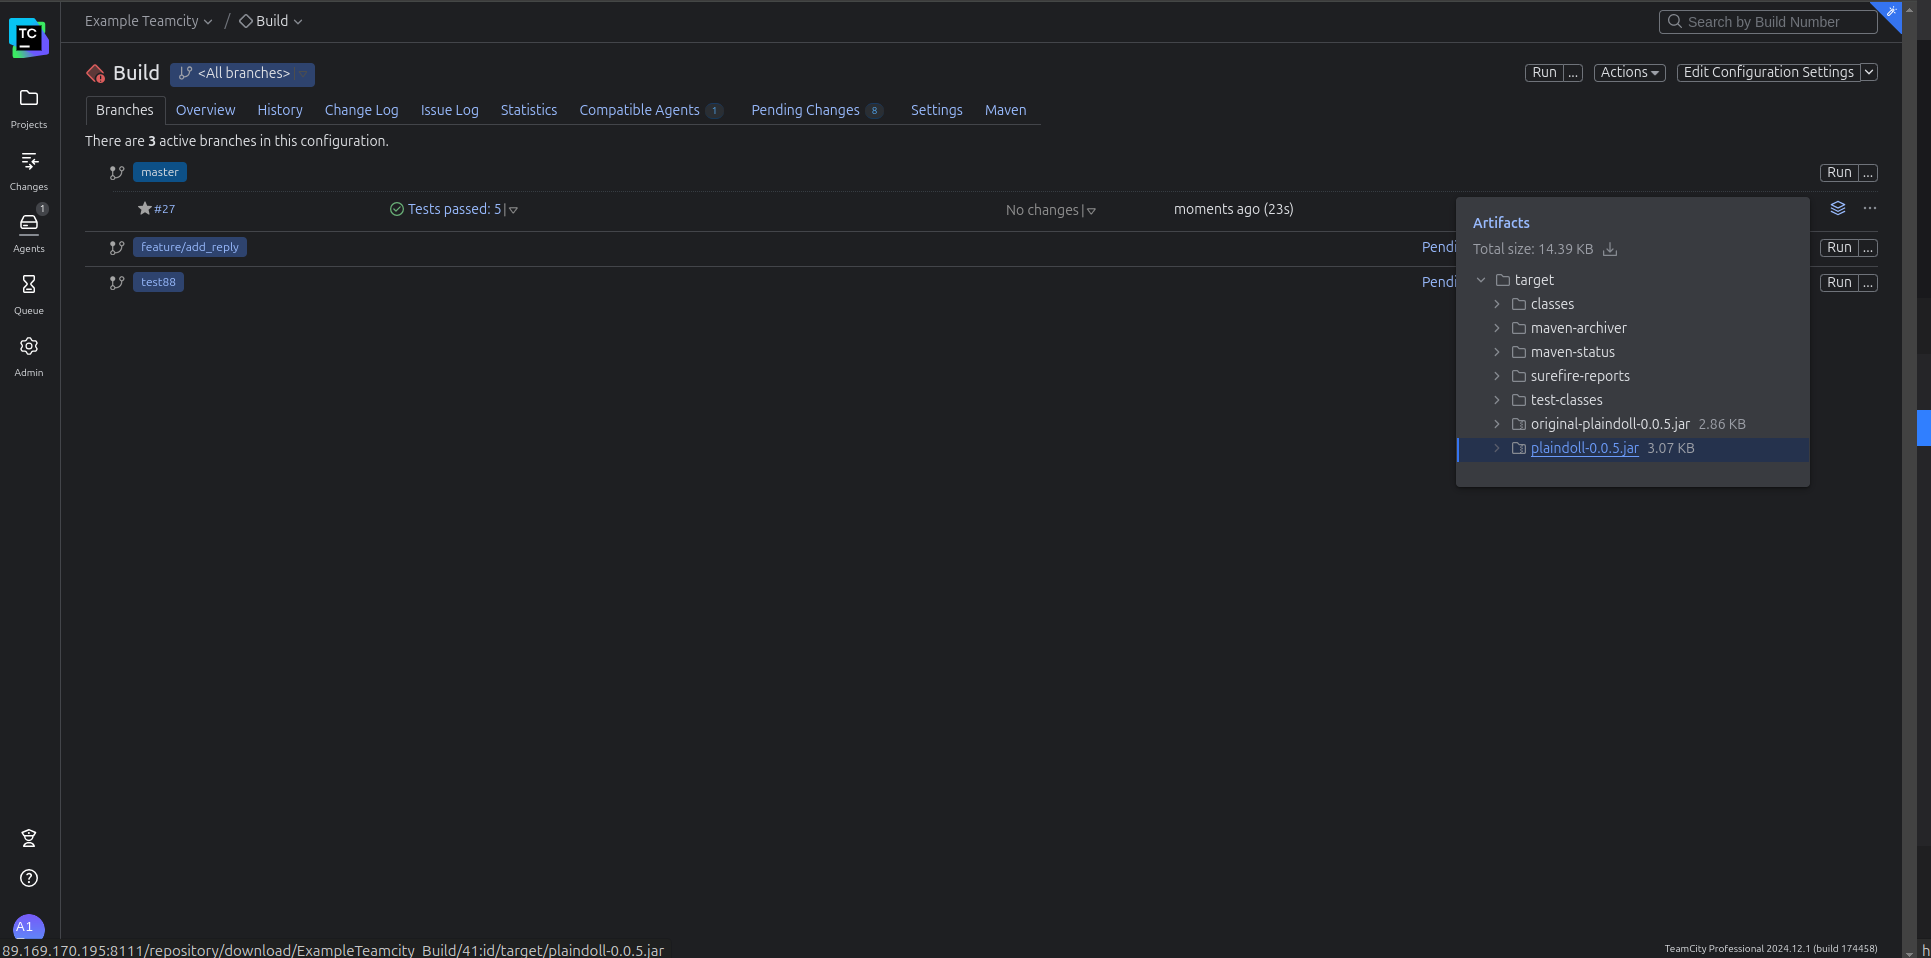 TC
Projects
Changes
1
Agents
Queue
Admin
A1
Example Teamcity / Build
Search by Build Number
Build <All branches>
Run ... Actions Edit Configuration Settings
Branches Overview History Change Log Issue Log Statistics Compatible Agents 1 Pending Changes 8 Settings Maven
There are 3 active branches in this configuration.
master Run ...
#27 Tests passed: 5 No changes moments ago (23s)
feature/add_reply Pendi Run ...
test88 Pendi Run ...
Artifacts
Total size: 14.39 KB
target
classes
maven-archiver
maven-status
surefire-reports
test-classes
original-plaindoll-0.0.5.jar 2.86 KB
plaindoll-0.0.5.jar 3.07 KB
TeamCity Professional 2024.12.1 (build 174458)
89.169.170.195:8111/repository/download/ExampleTeamcity_Build/41:id/target/plaindoll-0.0.5.jar
h